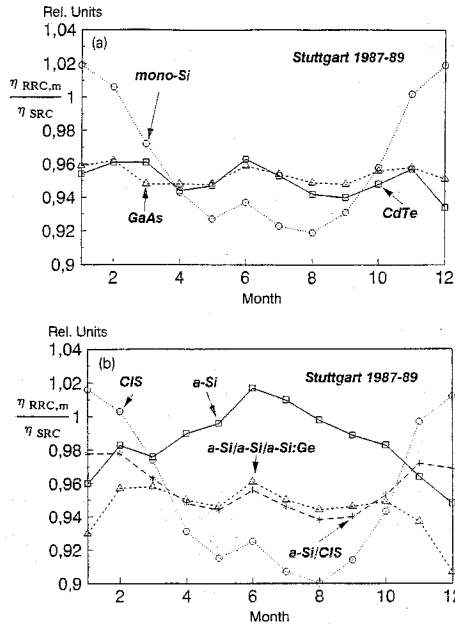 Rel. Units
1,04
(a)
Stuttgart 1987-89
1,02
mono-Si
η RRC,m
η SRC
1
0,98
0,96
0,94
GaAs
CdTe
0,92
0,9
2 4 6 8 10 12
Month
Rel. Units
1,04
(b)
Stuttgart 1987-89
CIS
1,02
a-Si
η RRC,m
η SRC
1
a-Si/a-Si/a-Si:Ge
0,98
0,96
0,94
a-Si/CIS
0,92
0,9
2 4 6 8 10 12
Month